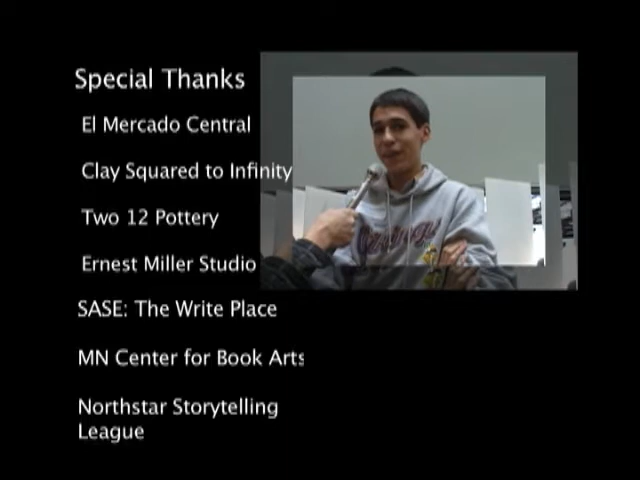 Special Thanks
El Mercado Central
Clay Squared to Infinity
Two 12 Pottery
Ernest Miller Studio
SASE: The Write Place
MN Center for Book Arts
Northstar Storytelling
League